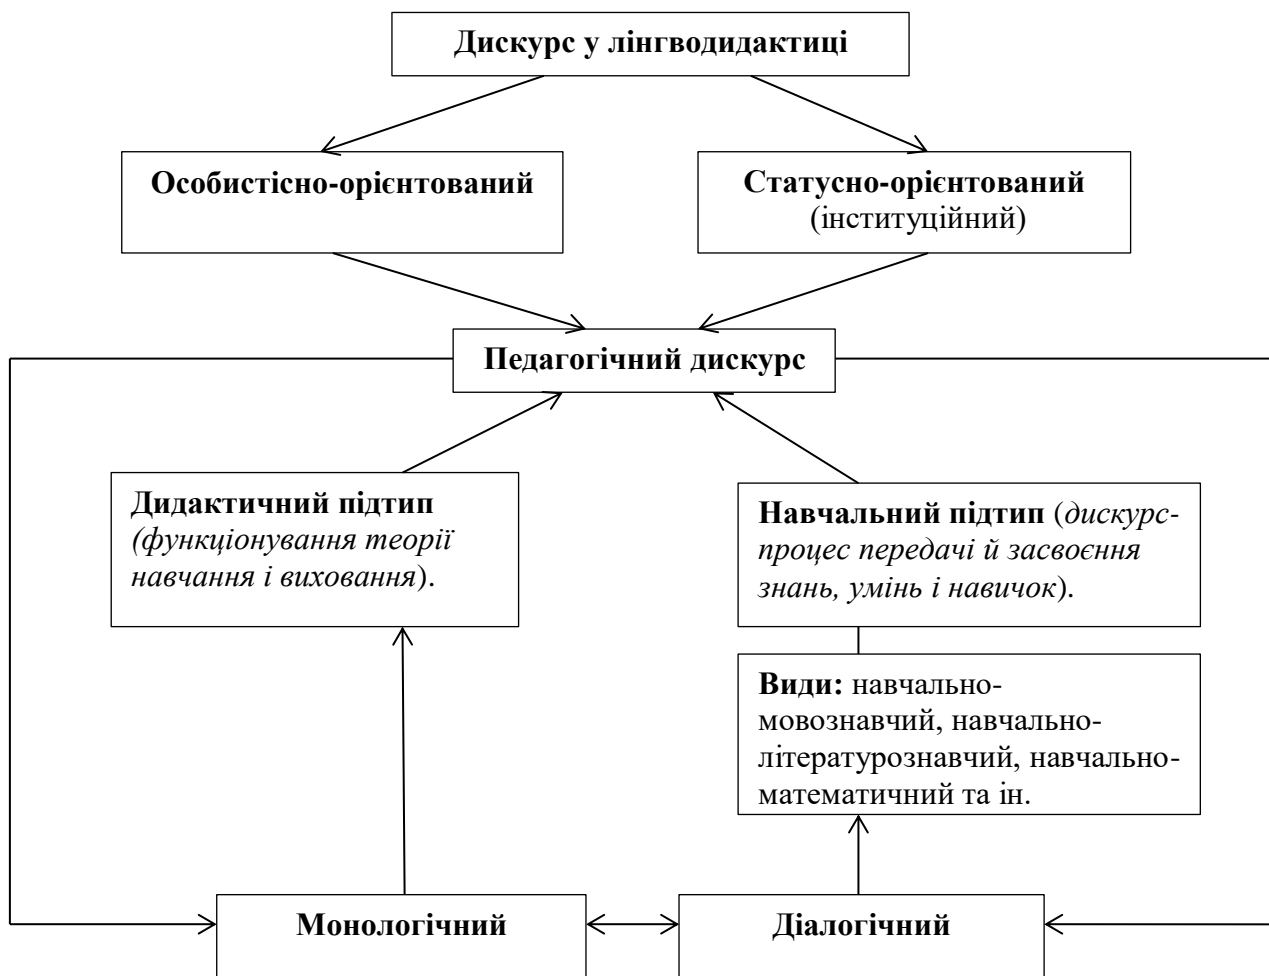 Дискурс у лінгводидактиці
Особистісно-орієнтований
Статусно-орієнтований
(інституційний)
Педагогічний дискурс
Дидактичний підтип
(функціонування теорії
навчання і виховання).
Навчальний підтип (дискурс-
процес передачі й засвоєння
знань, умінь і навичок).
Види: навчально-
мовознавчий, навчально-
літературознавчий, навчально-
математичний та ін.
Монологічний
Діалогічний